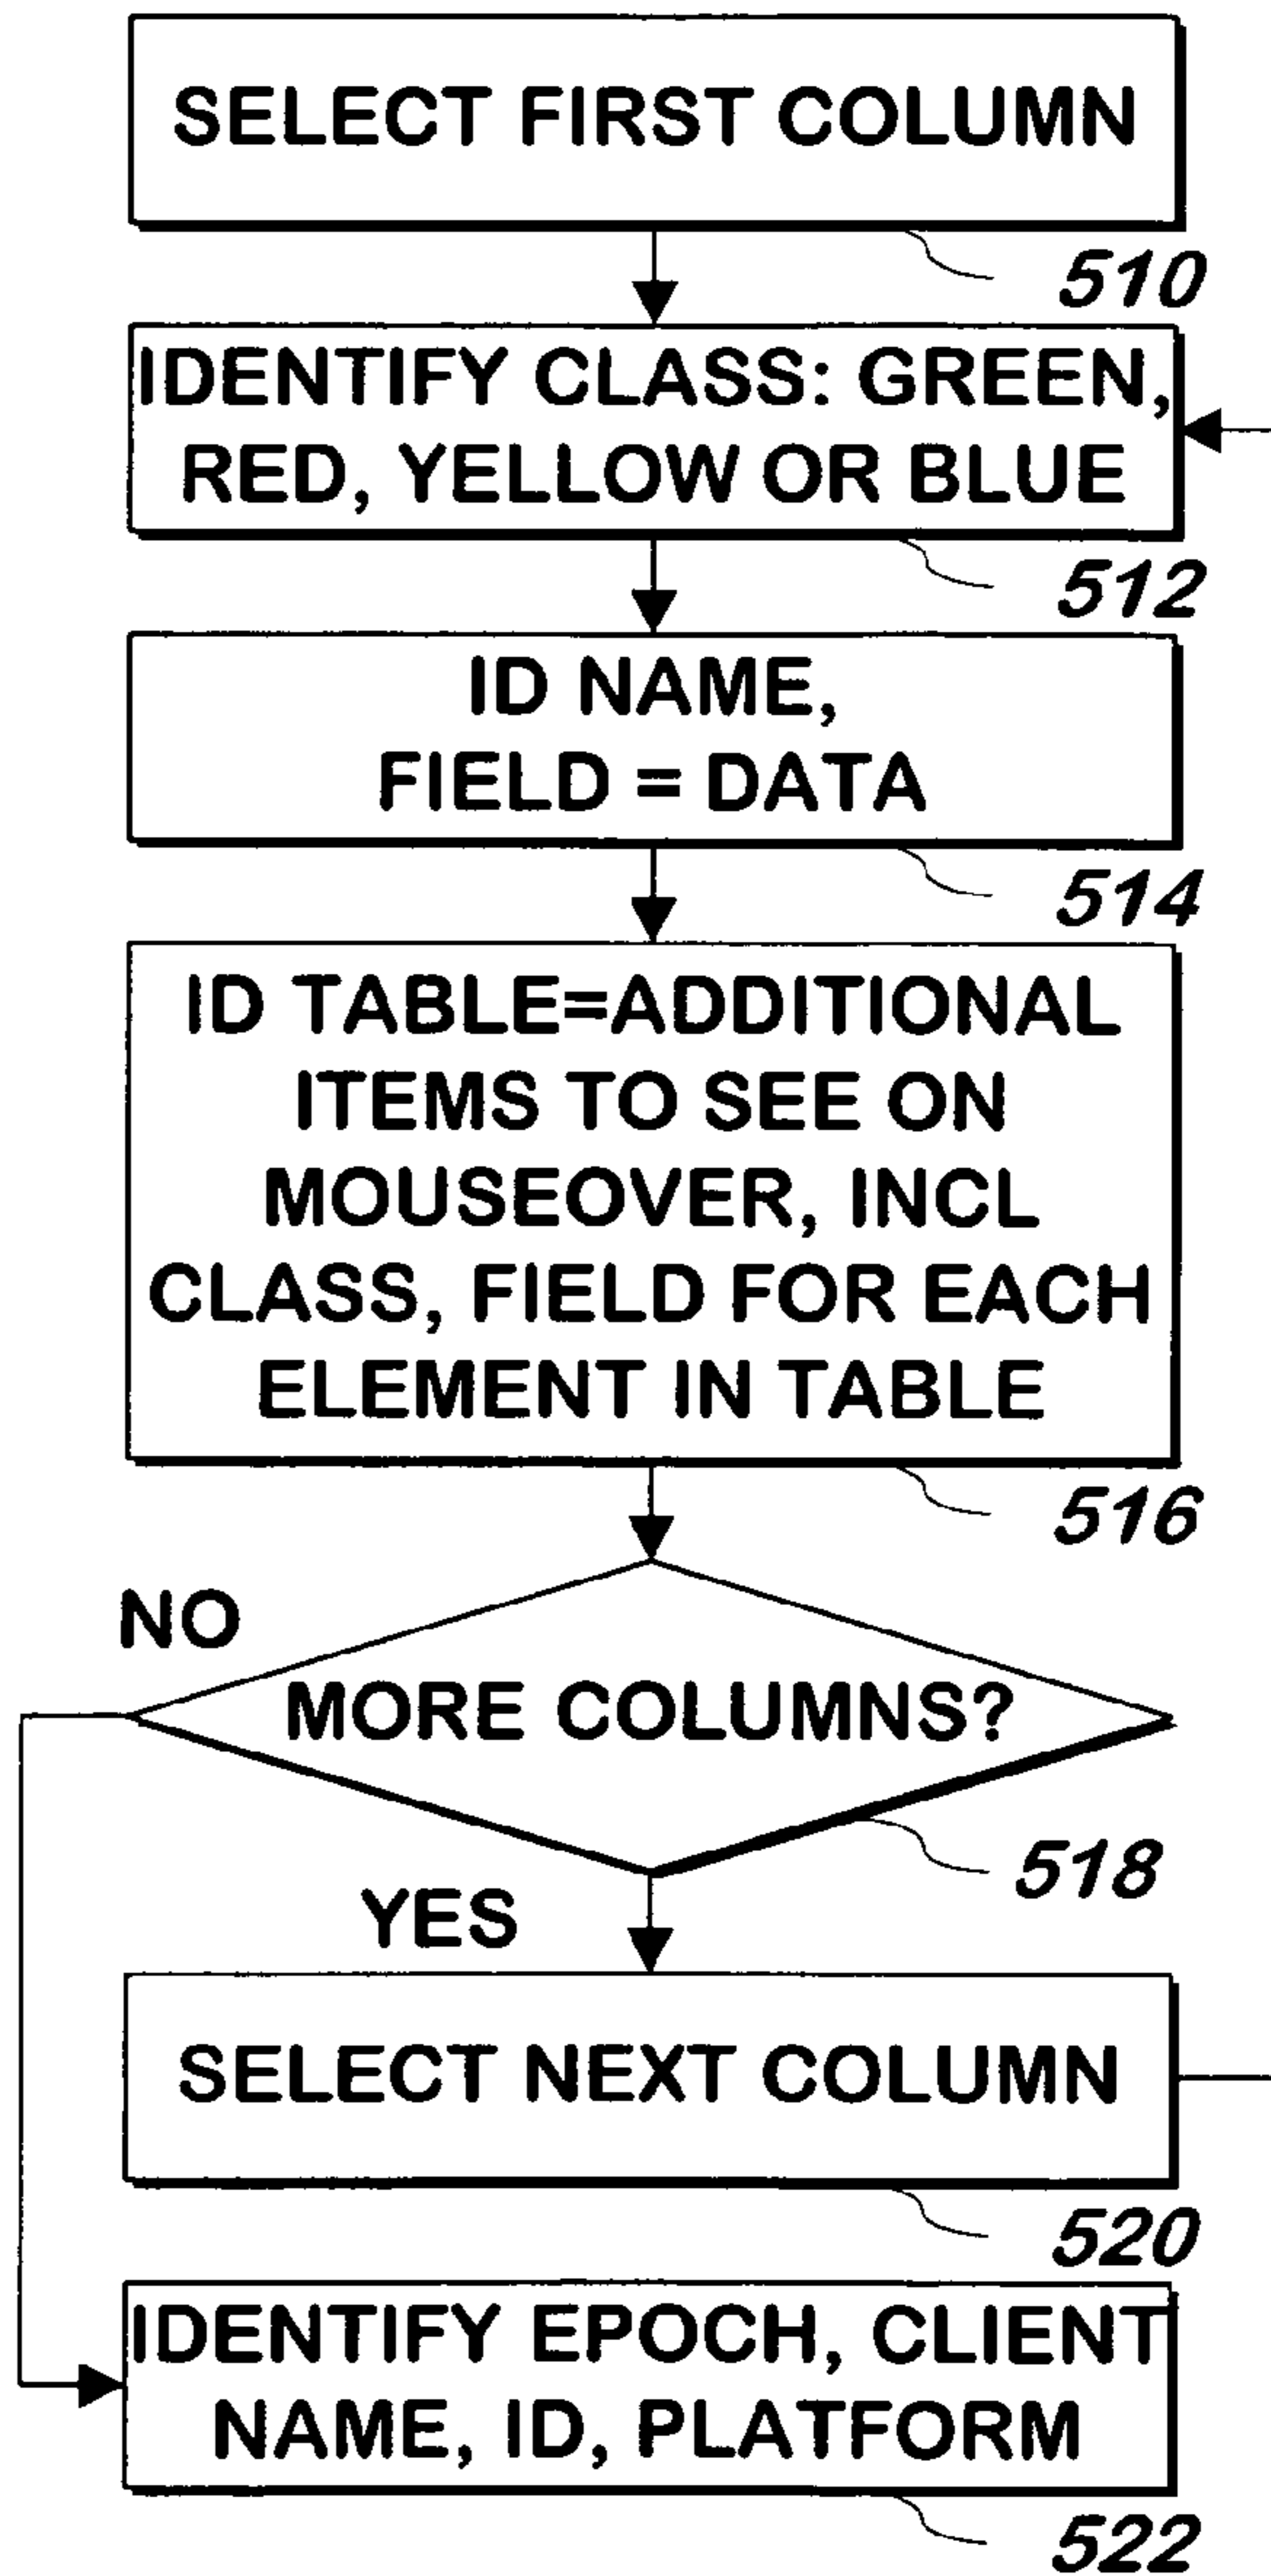 SELECT FIRST COLUMN
510
IDENTIFY CLASS: GREEN,
RED, YELLOW OR BLUE
512
ID NAME,
FIELD = DATA
514
ID TABLE=ADDITIONAL
ITEMS TO SEE ON
MOUSEOVER, INCL
CLASS, FIELD FOR EACH
ELEMENT IN TABLE
516
NO
MORE COLUMNS?
518
YES
SELECT NEXT COLUMN
520
IDENTIFY EPOCH, CLIENT
NAME, ID, PLATFORM
522